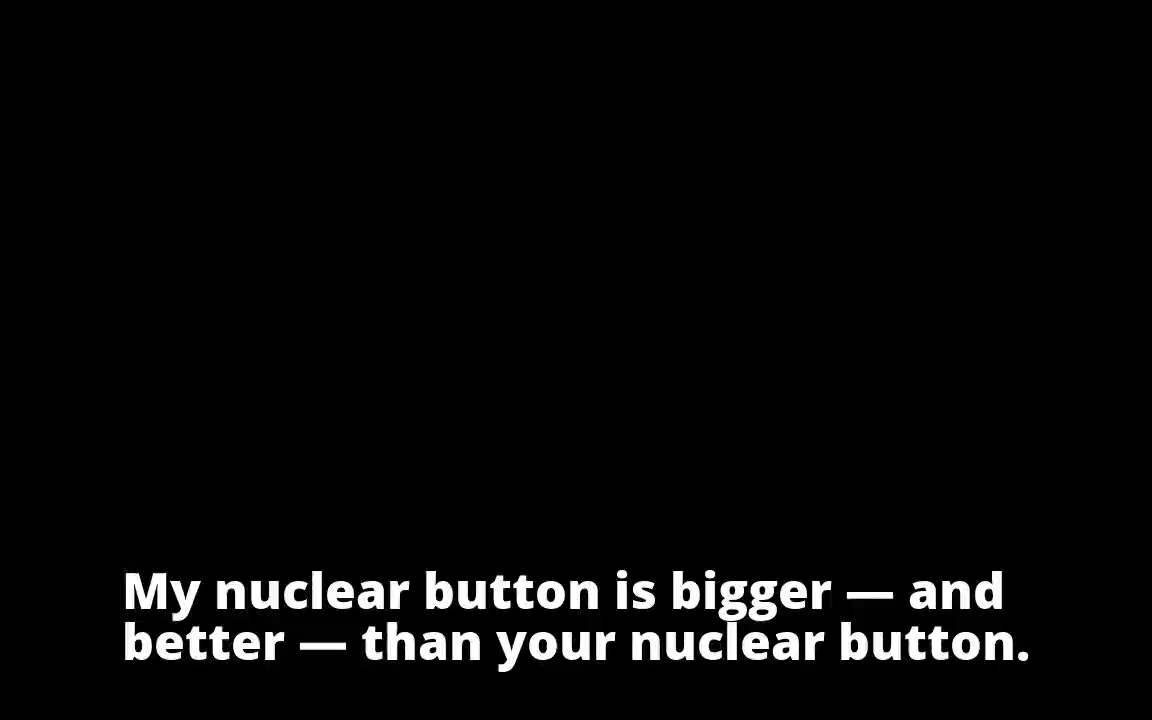 My nuclear button is bigger — and
better — than your nuclear button.